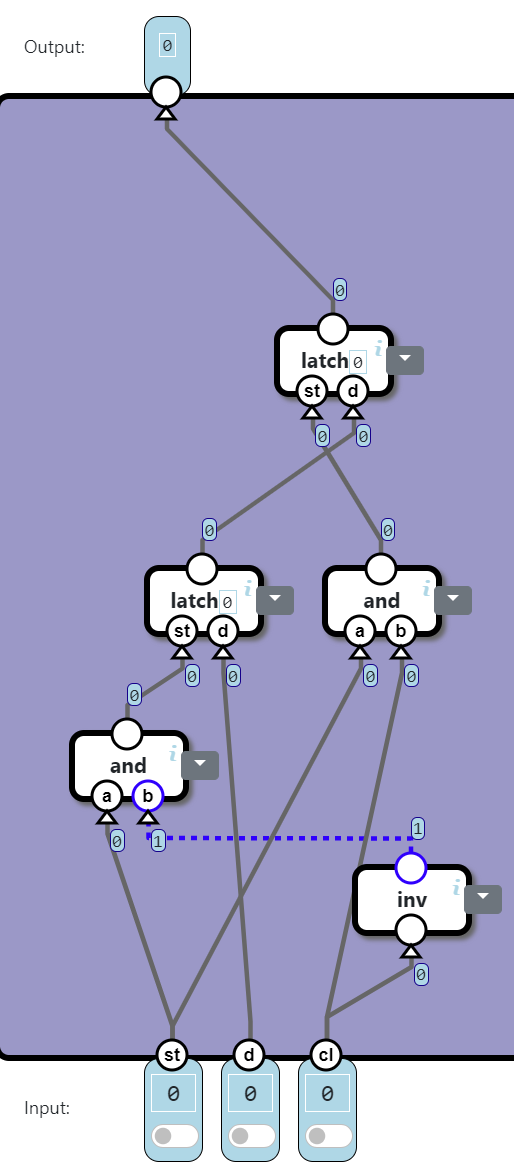 Output: 0
0
i
latch 0
st d
0 0
0 0
i i
latch 0 and
st d a b
0 0 0 0
0
i
and
a b
0 1 1
i
inv
0
st d cl
Input: 0 0 0